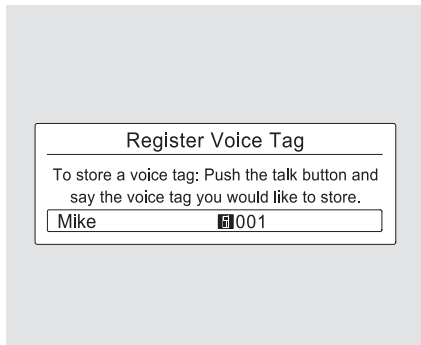 Register Voice Tag
To store a voice tag: Push the talk button and
say the voice tag you would like to store.
Mike 001